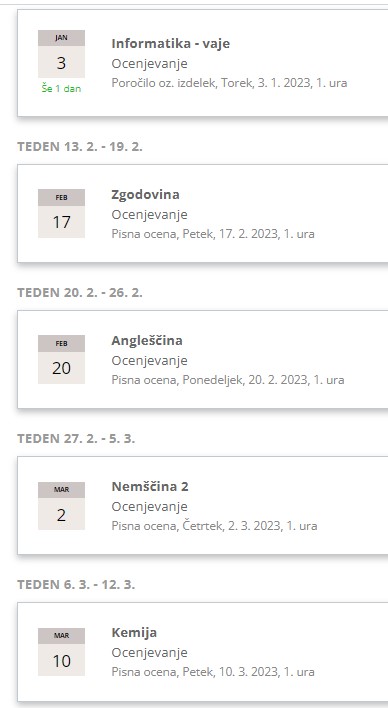 JAN
3
Še 1 dan
Informatika - vaje
Ocenjevanje
Poročilo oz. izdelek, Torek, 3. 1. 2023, 1. ura
TEDEN 13. 2. - 19. 2.
FEB
17
Zgodovina
Ocenjevanje
Pisna ocena, Petek, 17. 2. 2023, 1. ura
TEDEN 20. 2. - 26. 2.
FEB
20
Angleščina
Ocenjevanje
Pisna ocena, Ponedeljek, 20. 2. 2023, 1. ura
TEDEN 27. 2. - 5. 3.
MAR
2
Nemščina 2
Ocenjevanje
Pisna ocena, Četrtek, 2. 3. 2023, 1. ura
TEDEN 6. 3. - 12. 3.
MAR
10
Kemija
Ocenjevanje
Pisna ocena, Petek, 10. 3. 2023, 1. ura